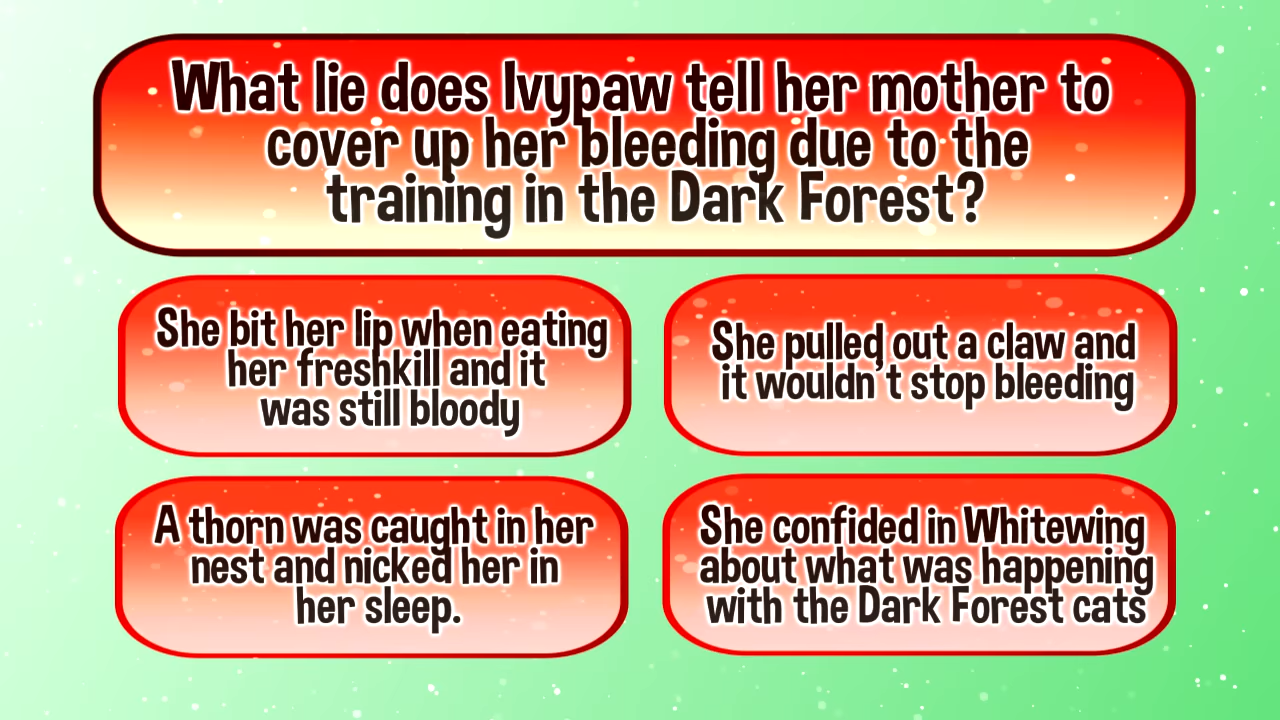 What lie does Ivypaw tell her mother to
cover up her bleeding due to the
training in the Dark Forest?
She bit her lip when eating
her freshkill and it
was still bloody
She pulled out a claw and
it wouldn't stop bleeding
A thorn was caught in her
nest and nicked her in
her sleep.
She confided in Whitewing
about what was happening
with the Dark Forest cats